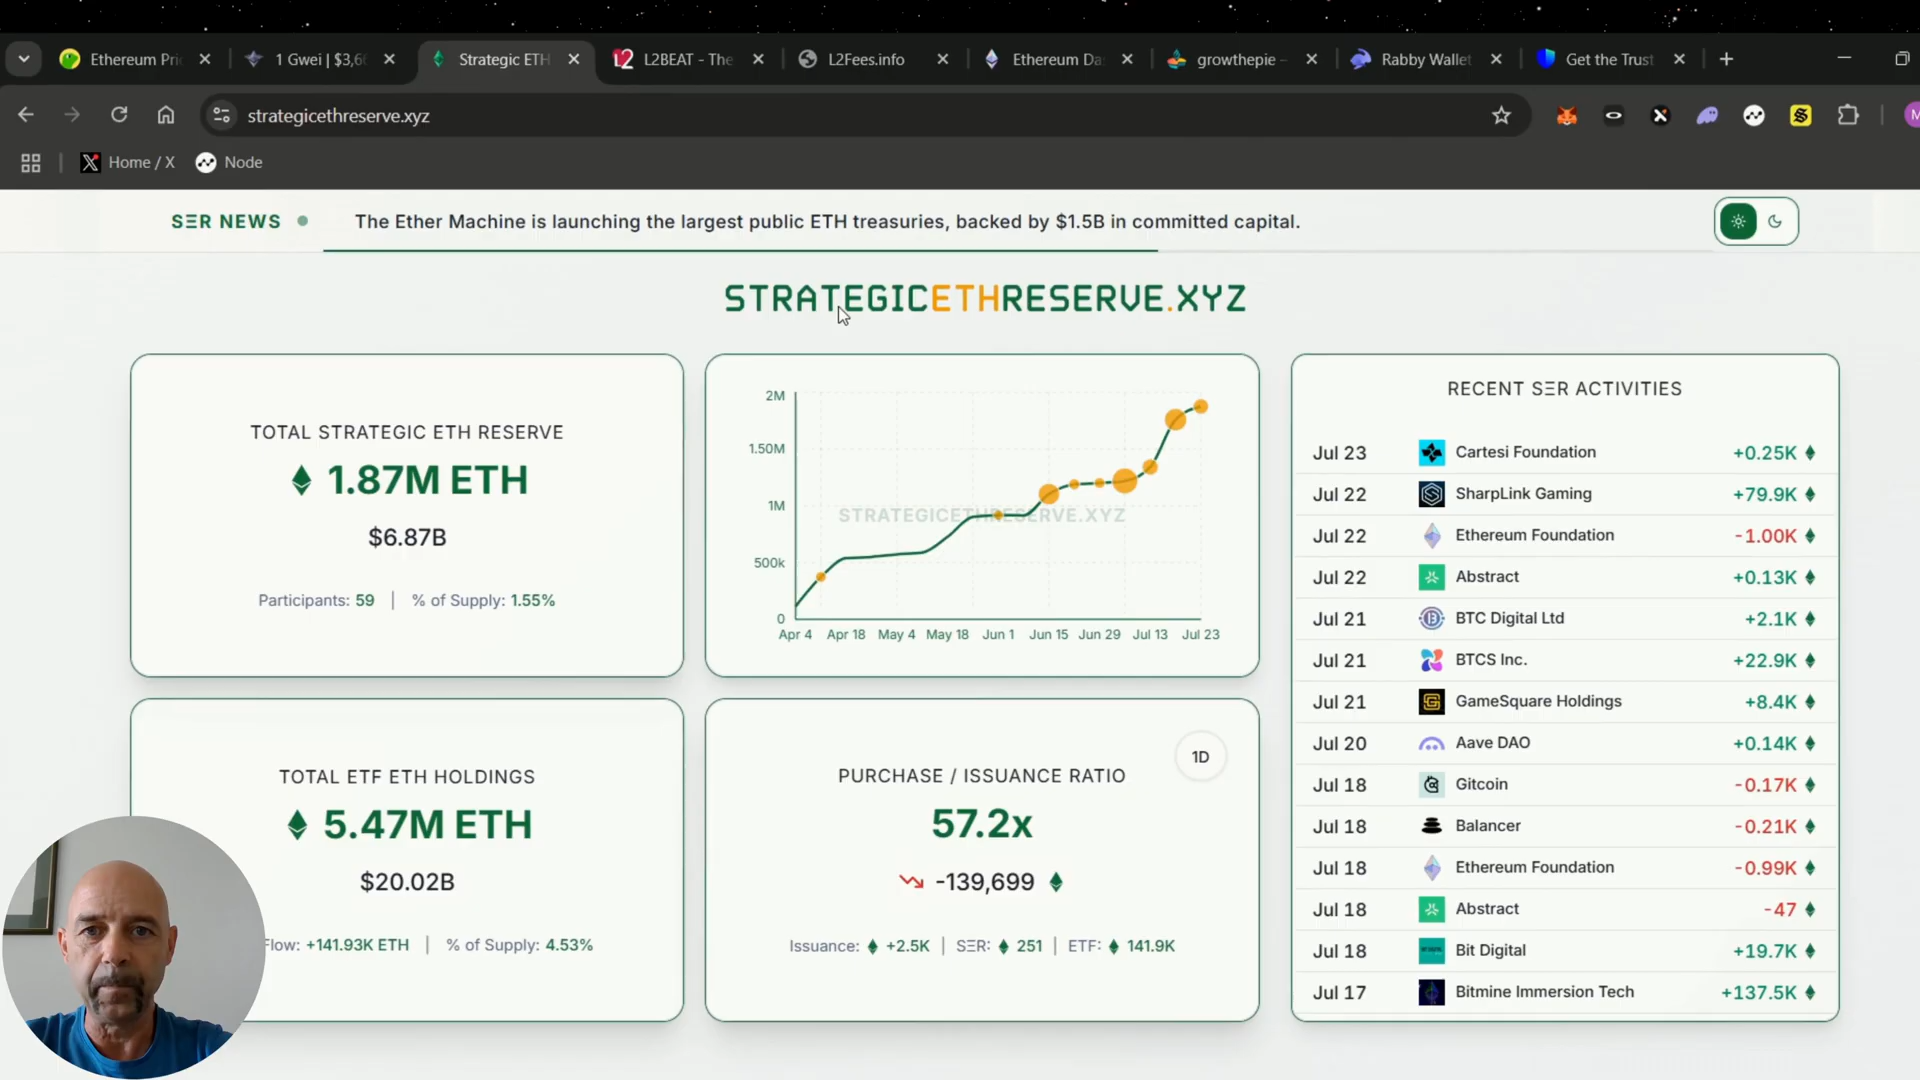 Ethereum Pric
1 Gwei | $3,66
Strategic ETH
L2BEAT - The
L2Fees.info
Ethereum Da
growthepie –
Rabby Wallet
Get the Trust
strategicethreserve.xyz
Home / X
Node
SΞR NEWS
The Ether Machine is launching the largest public ETH treasuries, backed by $1.5B in committed capital.
STRATEGICETHRESERVE.XYZ
TOTAL STRATEGIC ETH RESERVE
1.87M ETH
$6.87B
Participants: 59 | % of Supply: 1.55%
2M
1.50M
1M
500k
0
STRATEGICETHRESERVE.XYZ
Apr 4 Apr 18 May 4 May 18 Jun 1 Jun 15 Jun 29 Jul 13 Jul 23
TOTAL ETF ETH HOLDINGS
5.47M ETH
$20.02B
Flow: +141.93K ETH | % of Supply: 4.53%
1D
PURCHASE / ISSUANCE RATIO
57.2x
-139,699
Issuance: +2.5K | SΞR: 251 | ETF: 141.9K
RECENT SΞR ACTIVITIES
Jul 23 Cartesi Foundation +0.25K
Jul 22 SharpLink Gaming +79.9K
Jul 22 Ethereum Foundation -1.00K
Jul 22 Abstract +0.13K
Jul 21 BTC Digital Ltd +2.1K
Jul 21 BTCS Inc. +22.9K
Jul 21 GameSquare Holdings +8.4K
Jul 20 Aave DAO +0.14K
Jul 18 Gitcoin -0.17K
Jul 18 Balancer -0.21K
Jul 18 Ethereum Foundation -0.99K
Jul 18 Abstract -47
Jul 18 Bit Digital +19.7K
Jul 17 Bitmine Immersion Tech +137.5K